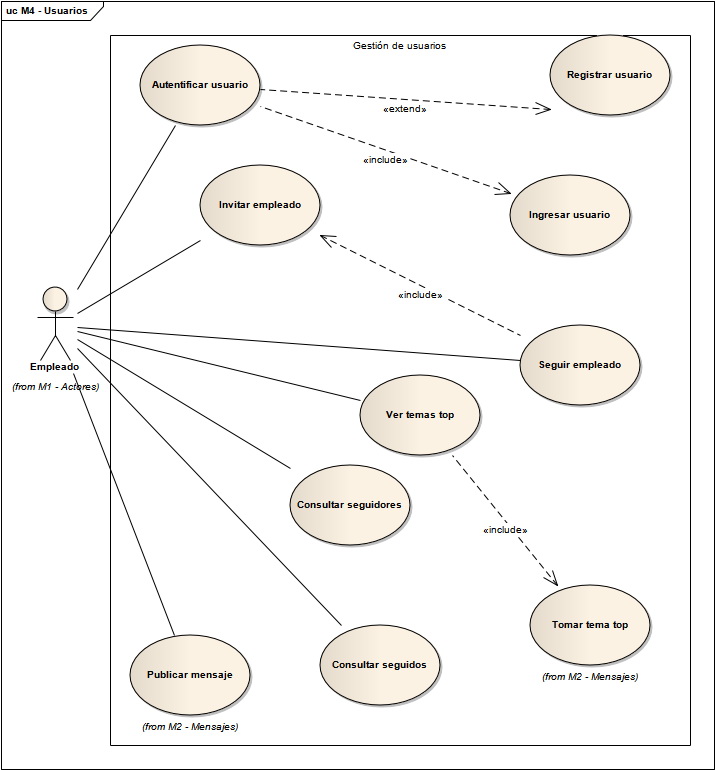 uc M4 - Usuarios
Gestión de usuarios
Autentificar usuario
Registrar usuario
«extend»
«include»
Invitar empleado
Ingresar usuario
«include»
Empleado
(from M1 - Actores)
Seguir empleado
Ver temas top
Consultar seguidores
«include»
Tomar tema top
(from M2 - Mensajes)
Publicar mensaje
(from M2 - Mensajes)
Consultar seguidos